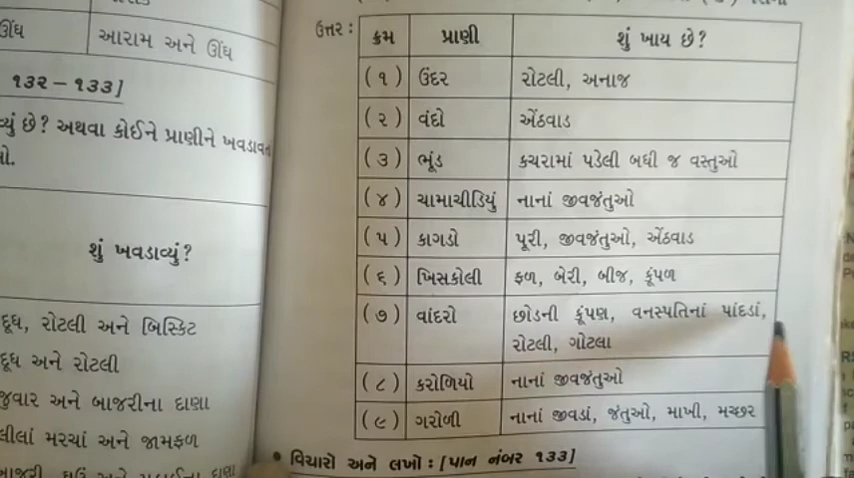 ઊંઘ
આરામ અને ઊંઘ
૧૩૨ – ૧૩૩]
છે? અથવા કોઈને પ્રાણીને
શું ખવડાવ્યું?
દૂધ, રોટલી અને બિસ્કિટ
દૂધ અને રોટલી
જુવાર અને બાજરીના દાણા
લીલાં મરચાં અને જામફળ
ઉત્તર :
ક્રમ પ્રાણી શું ખાય છે?
(૧) ઉંદર રોટલી, અનાજ
(૨) વંદો એંઠવાડ
(૩) ભૂંડ કચરામાં પડેલી બધી જ વસ્તુઓ
(૪) ચામાચીડિયું નાનાં જીવજંતુઓ
(૫) કાગડો પૂરી, જીવજંતુઓ, એંઠવાડ
(૬) ખિસકોલી ફળ, બેરી, બીજ, કૂંપળ
(૭) વાંદરો છોડની કૂંપણ, વનસ્પતિનાં પાંદડાં,
રોટલી, ગોટલા
(૮) કરોળિયો નાનાં જીવજંતુઓ
(૯) ગરોળી નાનાં જીવડાં, જંતુઓ, માખી, મચ્છર
• વિચારો અને લખો : [પાન નંબર ૧૩૩]